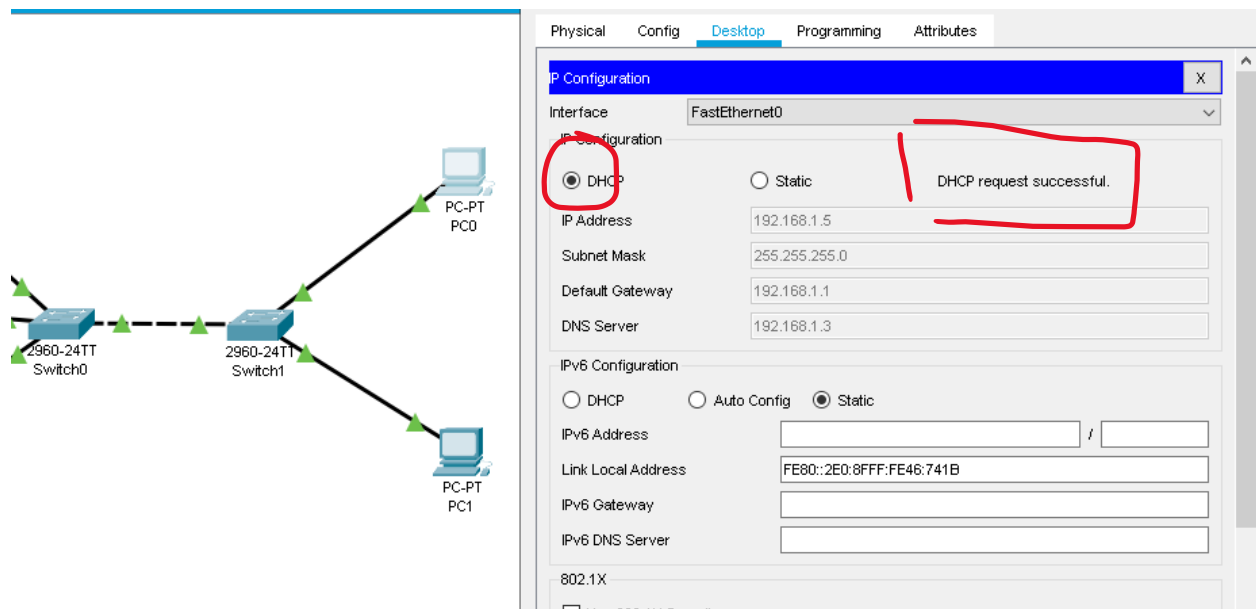 Physical Config Desktop Programming Attributes
IP Configuration X
Interface FastEthernet0
IP Configuration
DHCP Static DHCP request successful.
IP Address 192.168.1.5
Subnet Mask 255.255.255.0
Default Gateway 192.168.1.1
DNS Server 192.168.1.3
IPv6 Configuration
DHCP Auto Config Static
IPv6 Address /
Link Local Address FE80::2E0:8FFF:FE46:741B
IPv6 Gateway
IPv6 DNS Server
802.1X
PC-PT
PC0
2960-24TT
Switch0
2960-24TT
Switch1
PC-PT
PC1